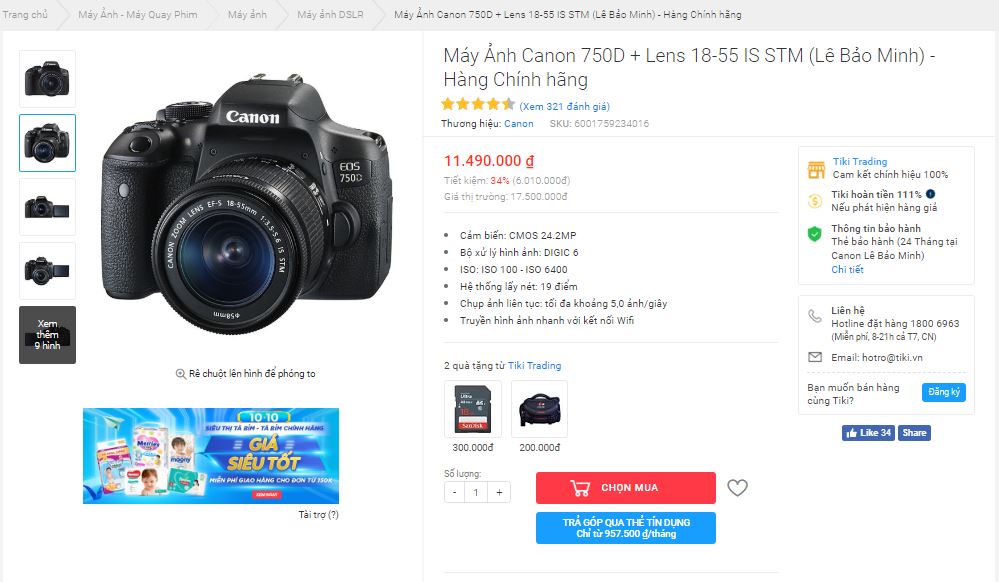 Trang chủ
Máy Ảnh - Máy Quay Phim
Máy ảnh
Máy ảnh DSLR
Máy Ảnh Canon 750D + Lens 18-55 IS STM (Lê Bảo Minh) - Hàng Chính hãng
Máy Ảnh Canon 750D + Lens 18-55 IS STM (Lê Bảo Minh) -
Hàng Chính hãng
(Xem 321 đánh giá)
Thương hiệu: Canon SKU: 6001759234016
Canon
EOS
750D
CANON ZOOM LENS EF-S 18-55mm 1:3.5-5.6 IS STM
ø58mm
Xem
thêm
9 hình
Rê chuột lên hình để phóng to
10-10
SIÊU THỊ TÃ BỈM - TÃ BỈM CHÍNH HÃNG
GIÁ
SIÊU TỐT
MIỄN PHÍ GIAO HÀNG CHO ĐƠN TỪ 150K
XEM NGAY
Merries
Huggies
Tài trợ (?)
11.490.000 ₫
Tiết kiệm: 34% (6.010.000₫)
Giá thị trường: 17.500.000₫
Cảm biến: CMOS 24.2MP
Bộ xử lý hình ảnh: DIGIC 6
ISO: ISO 100 - ISO 6400
Hệ thống lấy nét: 19 điểm
Chụp ảnh liên tục: tối đa khoảng 5,0 ảnh/giây
Truyền hình ảnh nhanh với kết nối Wifi
2 quà tặng từ Tiki Trading
Ultra
16
SanDisk
300.000đ
200.000đ
Số lượng:
- 1 +
CHỌN MUA
TRẢ GÓP QUA THẺ TÍN DỤNG
Chỉ từ 957.500 ₫/tháng
Tiki Trading
Cam kết chính hiệu 100%
Tiki hoàn tiền 111%
Nếu phát hiện hàng giả
Thông tin bảo hành
Thẻ bảo hành (24 Tháng tại
Canon Lê Bảo Minh)
Chi tiết
Liên hệ
Hotline đặt hàng 1800 6963
(Miễn phí, 8-21h cả T7, CN)
Email: hotro@tiki.vn
Bạn muốn bán hàng
cùng Tiki?
Đăng ký
Like 34
Share